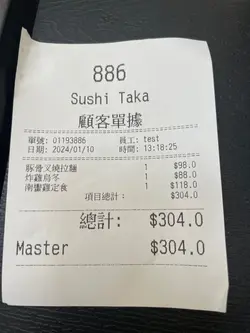 886
Sushi Taka
顧客單據
單號: 01193886 員工: test
日期: 2024/01/10 時間: 13:18:25
豚骨叉燒拉麵 1 $98.0
炸雞烏冬 1 $88.0
南蠻雞定食 1 $118.0
項目總計: $304.0
總計: $304.0
Master $304.0